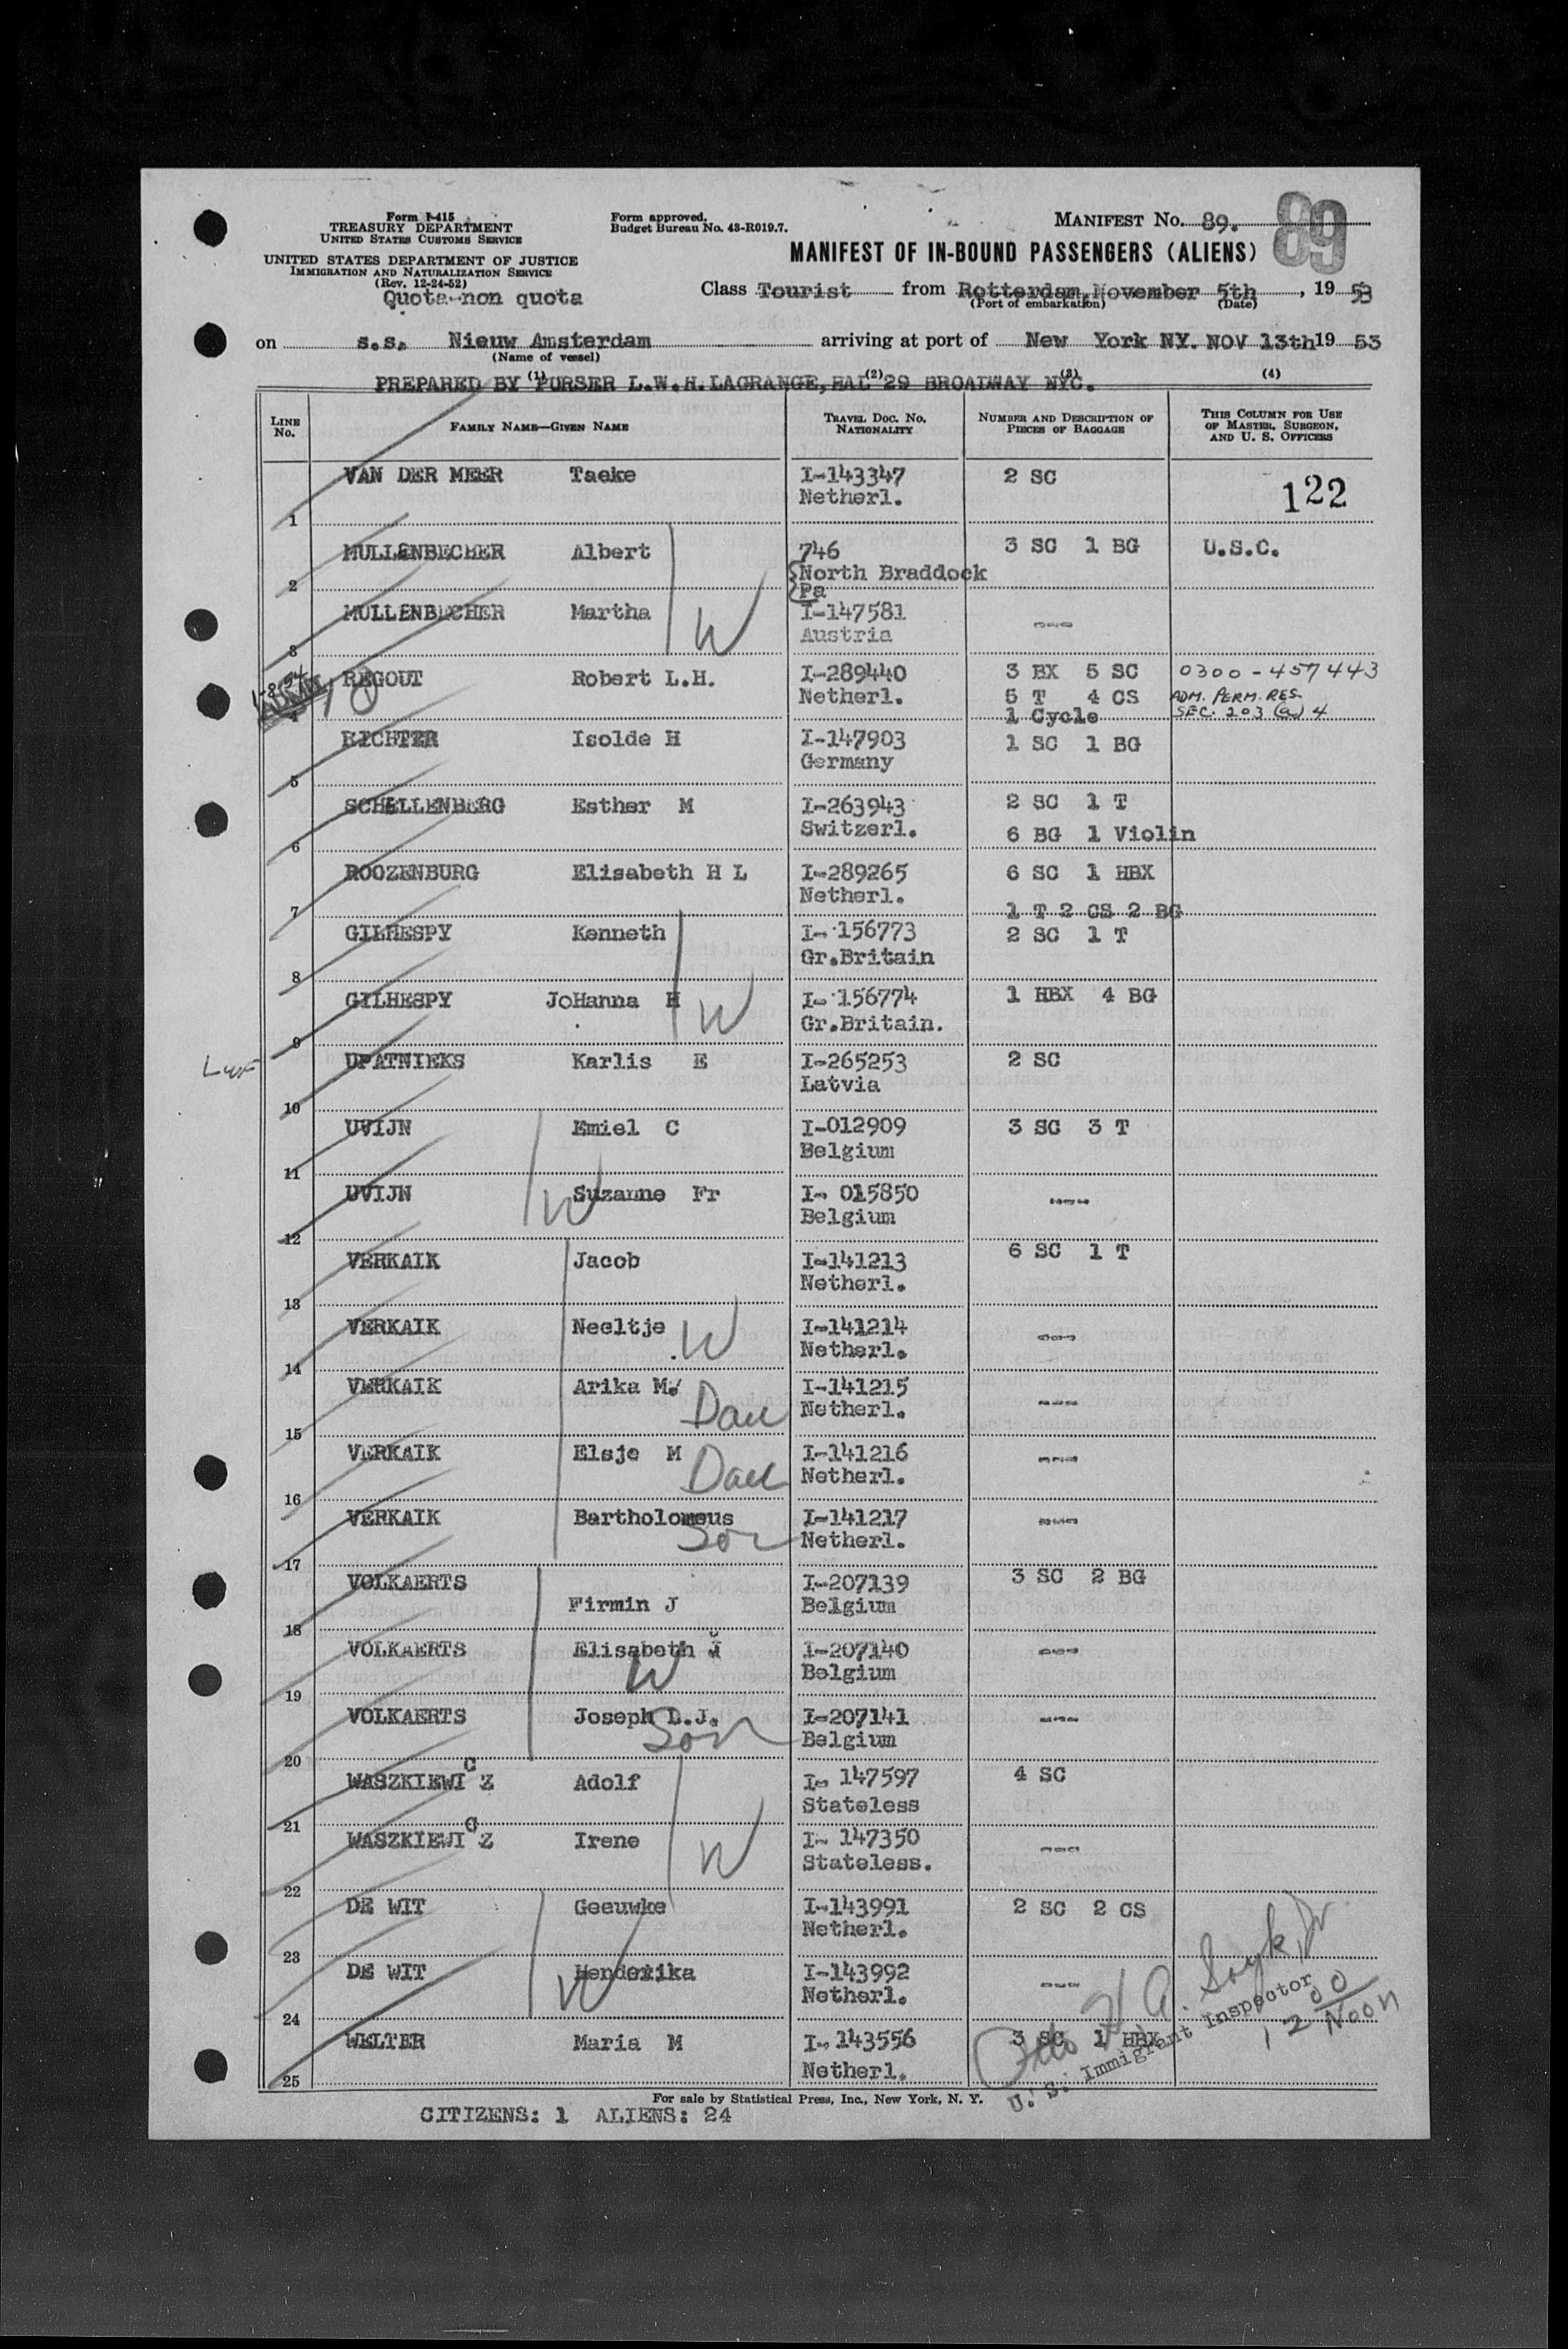 Form I-415
TREASURY DEPARTMENT
UNITED STATES CUSTOMS SERVICE
UNITED STATES DEPARTMENT OF JUSTICE
IMMIGRATION AND NATURALIZATION SERVICE
(Rev. 12-24-52)
Quota-non quota
Form approved.
Budget Bureau No. 43-R019.7.
MANIFEST No. 89. 89
MANIFEST OF IN-BOUND PASSENGERS (ALIENS)
Class Tourist from Rotterdam, November 5th, 19 53
(Port of embarkation) (Date)
on s.s. Nieuw Amsterdam arriving at port of New York NY. NOV 13th 19 53
(Name of vessel)
PREPARED BY PURSER L.W.H. LAGRANGE, HAL 29 BROADWAY NYC.
(1) (2) (3) (4)
LINE No. FAMILY NAME—GIVEN NAME TRAVEL DOC. No. NATIONALITY NUMBER AND DESCRIPTION OF PIECES OF BAGGAGE THIS COLUMN FOR USE OF MASTER, SURGEON, AND U. S. OFFICERS
VAN DER MEER Taeke I-143347 2 SC 122
1 Netherl.
MULLENBECHER Albert 746 3 SC 1 BG U.S.C.
2 North Braddock
Pa
MULLENBECHER Martha W I-147581 ---
3 Austria
REGOUT Robert L.H. I-289440 3 BX 5 SC 0300-457443
1-8-54 Netherl. 5 T 4 CS ADM. PERM. RES.
4 1 Cycle SEC. 203 (a) 4
RICHTER Isolde H I-147903 1 SC 1 BG
5 Germany
SCHELLENBERG Esther M I-263943 2 SC 1 T
6 Switzerl. 6 BG 1 Violin
ROOZENBURG Elisabeth H L I-289265 6 SC 1 HBX
7 Netherl. 1 T 2 CS 2 BG
GILHESPY Kenneth I-156773 2 SC 1 T
8 Gr.Britain
GILHESPY JoHanna H W I-156774 1 HBX 4 BG
9 Gr.Britain.
UPATNIEKS Karlis E I-265253 2 SC
10 Latvia
UVIJN Emiel C I-012909 3 SC 3 T
11 Belgium
UVIJN Suzanne Fr W I-015850 ----
12 Belgium
VERKAIK Jacob I-141213 6 SC 1 T
13 Netherl.
VERKAIK Neeltje W I-141214 ---
14 Netherl.
VERKAIK Arika M. Dau I-141215 ---
15 Netherl.
VERKAIK Elsje M Dau I-141216 ---
16 Netherl.
VERKAIK Bartholomeus Son I-141217 ---
17 Netherl.
VOLKAERTS I-207139 3 SC 2 BG
18 Firmin J Belgium
VOLKAERTS Elisabeth J W I-207140 ---
19 Belgium
VOLKAERTS Joseph L.J. Son I-207141 ---
20 Belgium
WASZKIEWICZ Adolf I-147597 4 SC
21 Stateless
WASZKIEWICZ Irene W I-147350 ---
22 Stateless.
DE WIT Geeuwke I-143991 2 SC 2 CS
23 Netherl.
DE WIT Henderika W I-143992 ---
24 Netherl.
WELTER Maria M I-143556 3 SC 1 HBX
25 Netherl.
U. S. Immigrant Inspector
12 00 Noon
For sale by Statistical Press, Inc., New York, N. Y.
CITIZENS: 1 ALIENS: 24